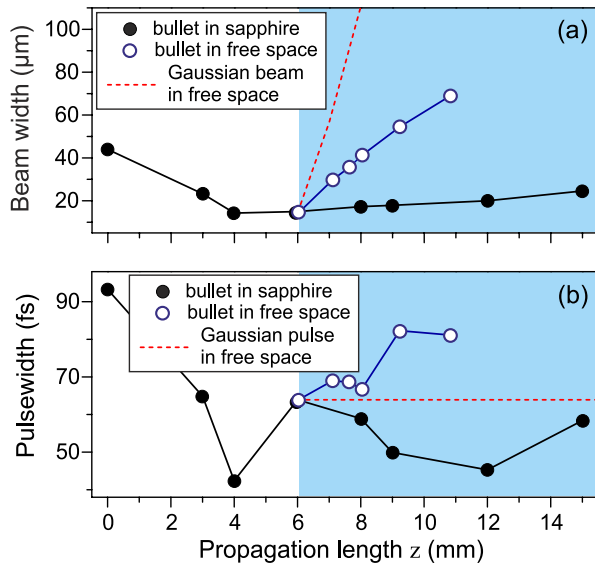 bullet in sapphire
bullet in free space
Gaussian beam
in free space
(a)
Beam width (µm)
100
80
60
40
20
bullet in sapphire
bullet in free space
Gaussian pulse
in free space
(b)
Pulsewidth (fs)
90
70
50
0 2 4 6 8 10 12 14
Propagation length z (mm)